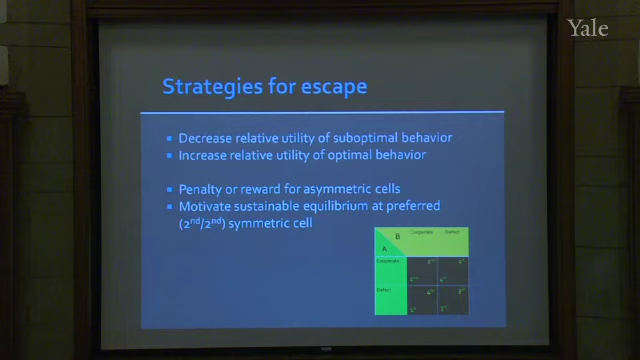 Yale
Strategies for escape
Decrease relative utility of suboptimal behavior
Increase relative utility of optimal behavior
Penalty or reward for asymmetric cells
Motivate sustainable equilibrium at preferred
(2nd/2nd) symmetric cell
B
Cooperate Defect
A
Cooperate
Defect